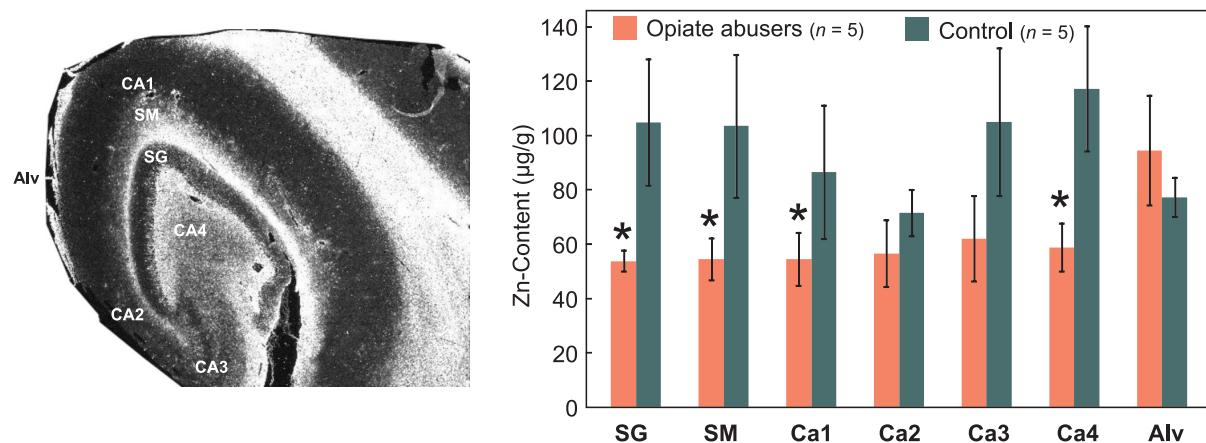 CA1
SM
SG
Alv
CA4
CA2
CA3
Opiate abusers (n = 5) Control (n = 5)
Zn-Content (µg/g)
140
120
100
80
60
40
20
0
* * * *
SG SM Ca1 Ca2 Ca3 Ca4 Alv